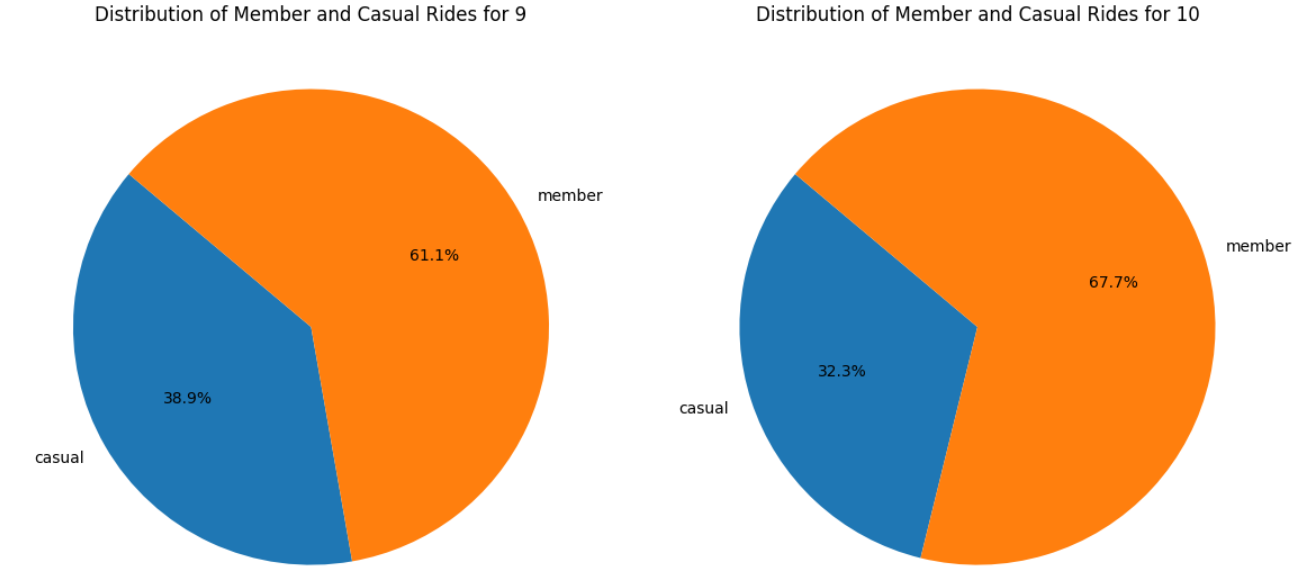 Distribution of Member and Casual Rides for 9
member
61.1%
38.9%
casual
Distribution of Member and Casual Rides for 10
member
67.7%
32.3%
casual